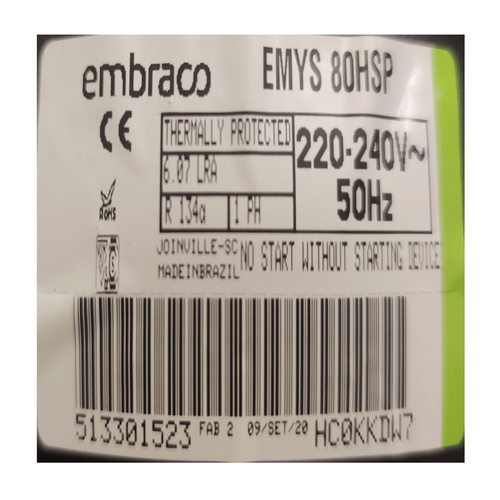 embraco EMYS 80HSP
CE
THERMALLY PROTECTED
6.07 LRA
R 134a 1 PH
220-240V~
50Hz
ROHS
JOINVILLE-SC
MADEINBRAZIL
NO START WITHOUT STARTING DEVICE
513301523 FAB 2 09/SET/20 HC0KKDW7